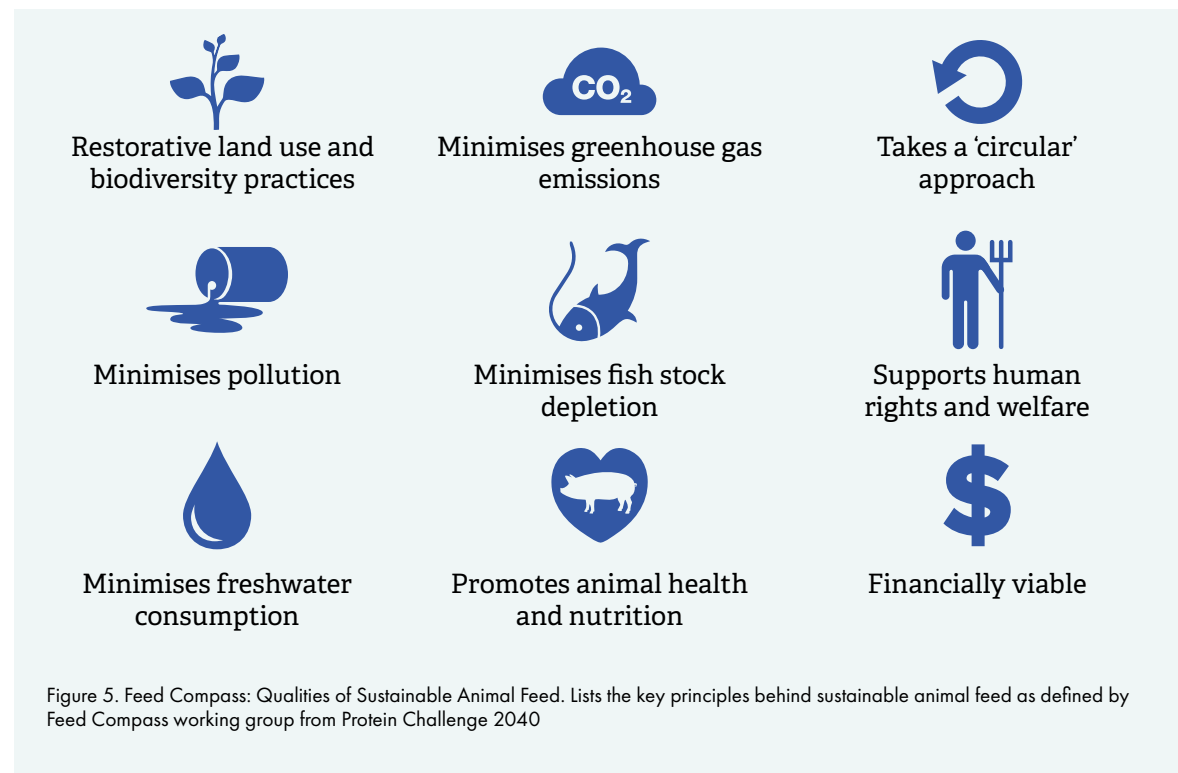 Restorative land use and
biodiversity practices
CO₂
Minimises greenhouse gas
emissions
Takes a ‘circular’
approach
Minimises pollution
Minimises fish stock
depletion
Supports human
rights and welfare
Minimises freshwater
consumption
Promotes animal health
and nutrition
$
Financially viable
Figure 5. Feed Compass: Qualities of Sustainable Animal Feed. Lists the key principles behind sustainable animal feed as defined by
Feed Compass working group from Protein Challenge 2040